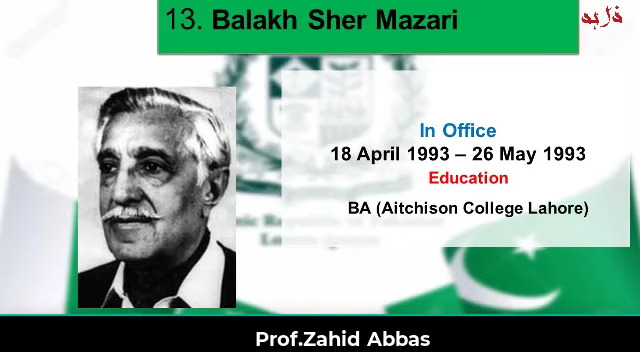 13. Balakh Sher Mazari
In Office
18 April 1993 – 26 May 1993
Education
BA (Aitchison College Lahore)
Prof.Zahid Abbas